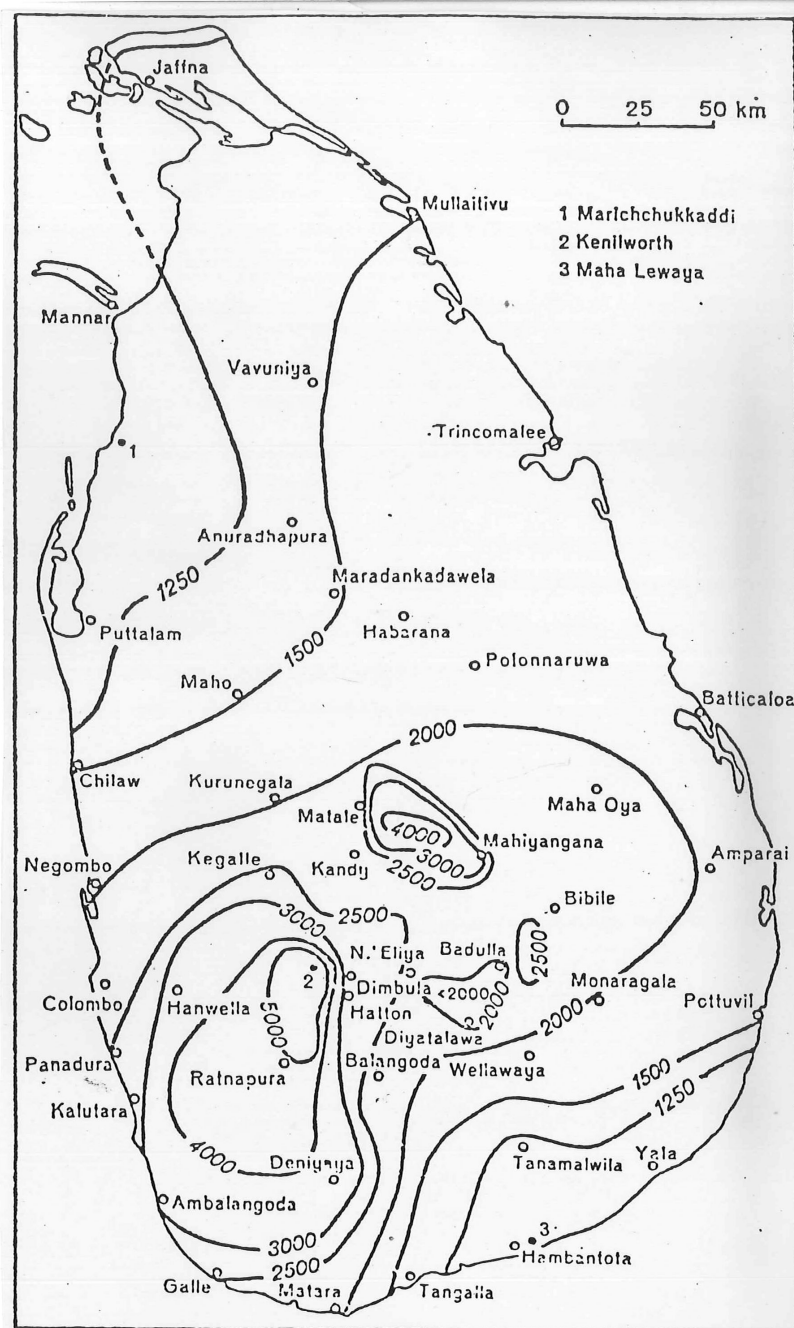 Jaffna
0 25 50 km
Mullaitivu
1 Marichchukkaddi
2 Kenilworth
3 Maha Lewaya
Mannar
Vavuniya
Trincomalee
1
Anuradhapura
1250
Maradankadawela
Puttalam
Habarana
1500
Polonnaruwa
Maho
Batticaloa
2000
Chilaw
Kurunegala
Maha Oya
Matale
4000
Mahiyangana
3000
Negombo
Kegalle
Kandy
2500
Amparai
Bibile
3000
2500
N.'Eliya
Badulla
2500
2
Dimbula
<2000
Monaragala
Colombo
Hanwella
Hatton
2000
5000
2000
Pottuvil
Diyatalawa
Panadura
Balangoda
Wellawaya
Ratnapura
1500
Kalutara
1250
4000
Deniyaya
Tanamalwila
Yala
Ambalangoda
3
3000
Hambantota
2500
Galle
Matara
Tangalla